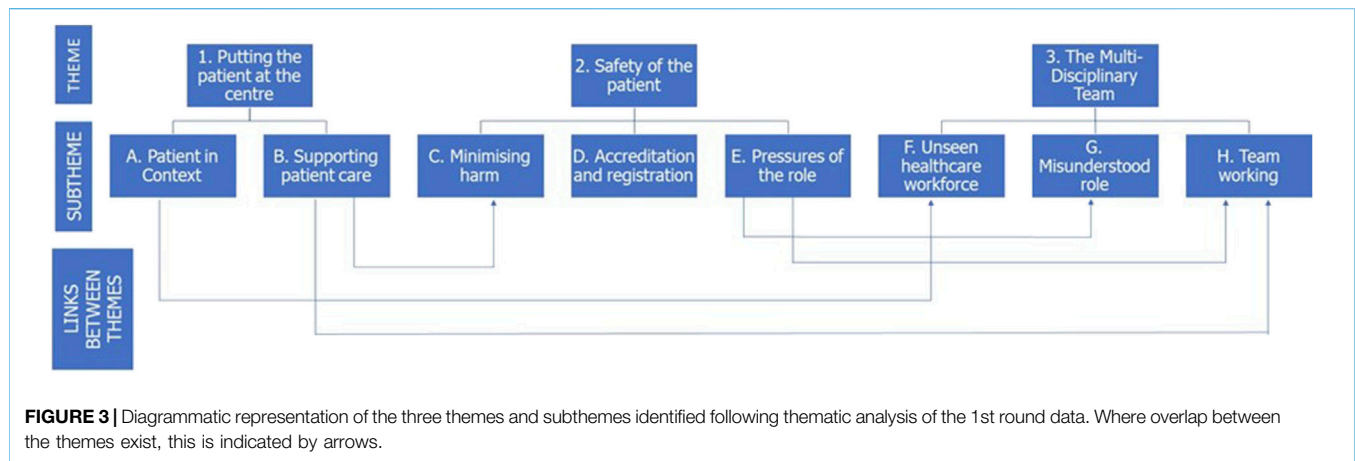 THEME
1. Putting the
patient at the
centre
2. Safety of the
patient
3. The Multi-
Disciplinary
Team
SUBTHEME
A. Patient in
Context
B. Supporting
patient care
C. Minimising
harm
D. Accreditation
and registration
E. Pressures of
the role
F. Unseen
healthcare
workforce
G.
Misunderstood
role
H. Team
working
LINKS
BETWEEN
THEMES
FIGURE 3 | Diagrammatic representation of the three themes and subthemes identified following thematic analysis of the 1st round data. Where overlap between
the themes exist, this is indicated by arrows.